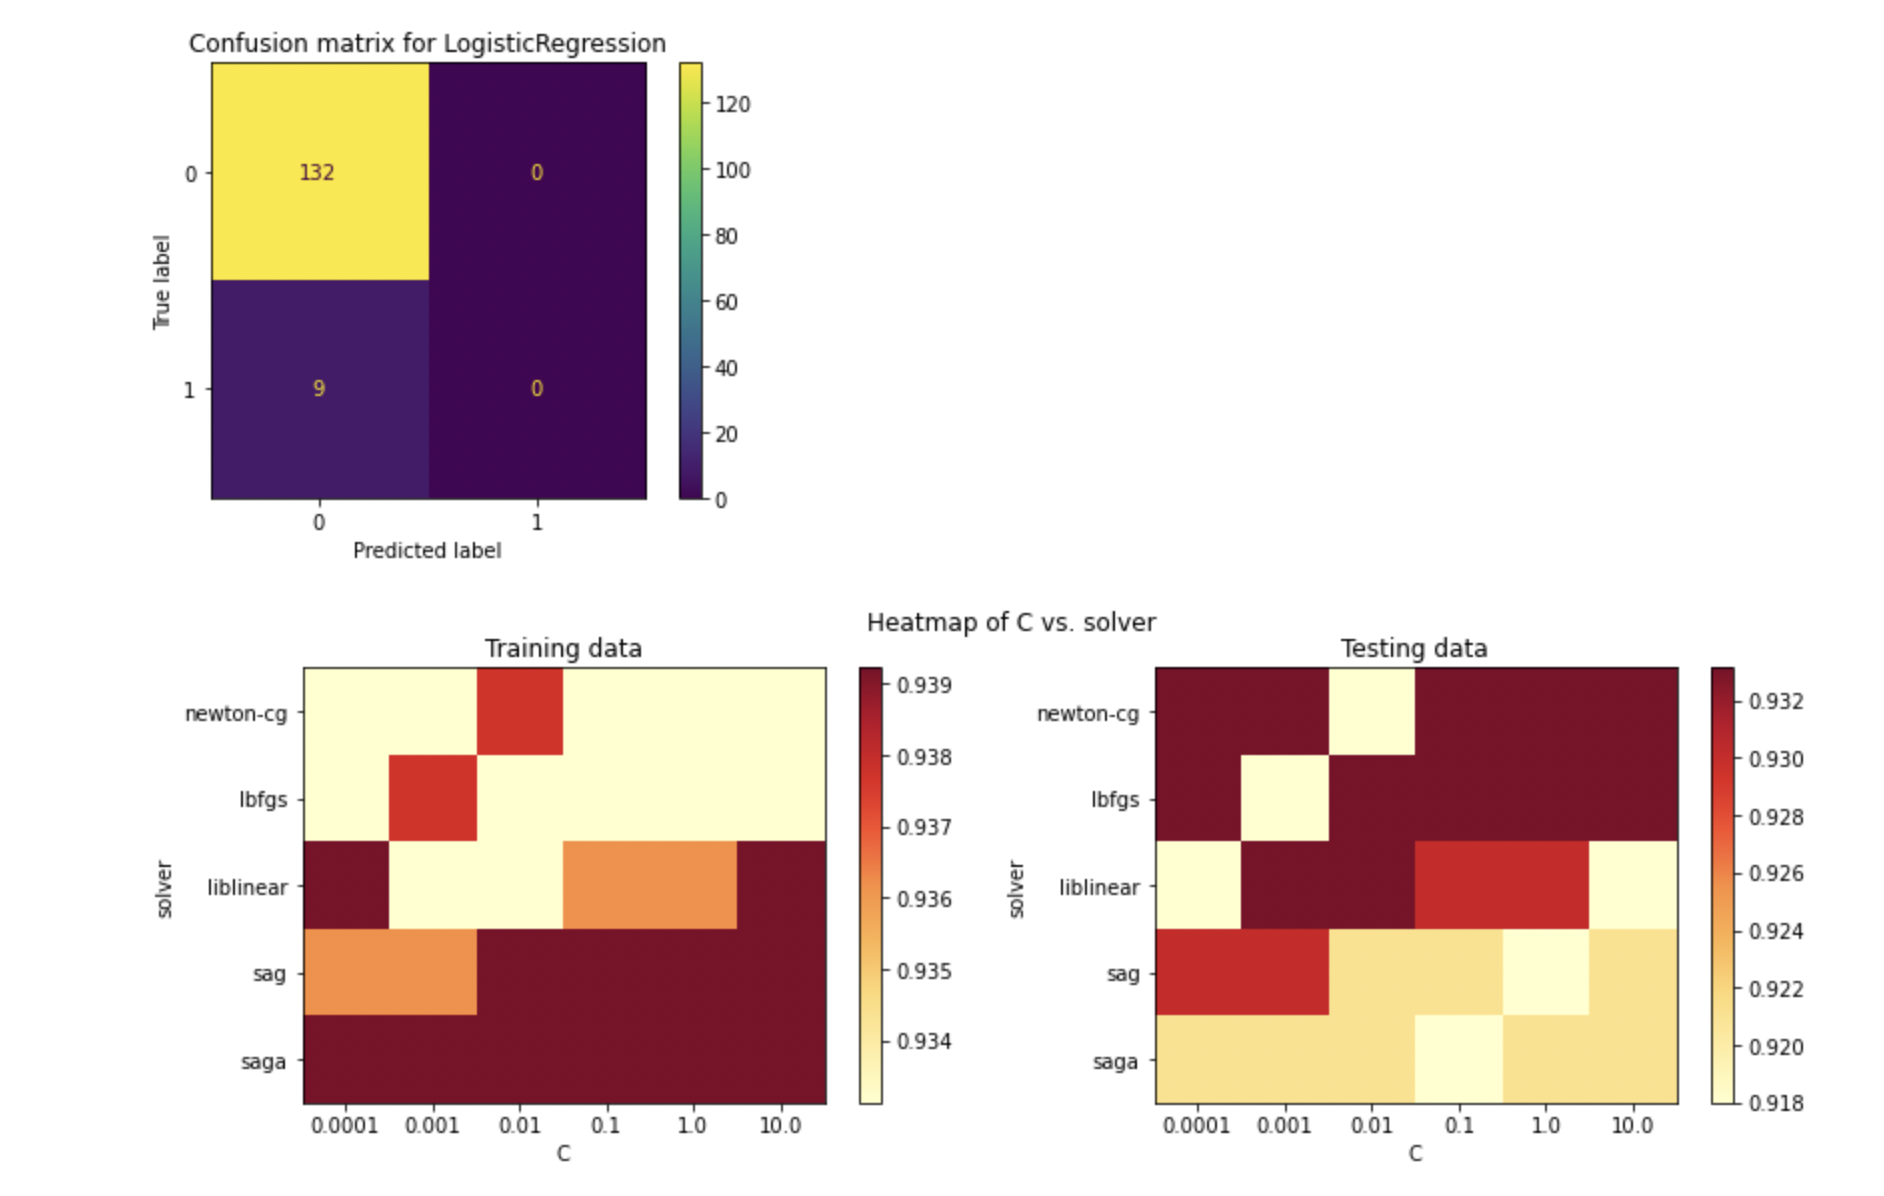 Confusion matrix for LogisticRegression
True label
0
1
132
0
9
0
0
1
Predicted label
120
100
80
60
40
20
0
Heatmap of C vs. solver
Training data
solver
newton-cg
lbfgs
liblinear
sag
saga
0.0001 0.001 0.01 0.1 1.0 10.0
C
0.939
0.938
0.937
0.936
0.935
0.934
Testing data
solver
newton-cg
lbfgs
liblinear
sag
saga
0.0001 0.001 0.01 0.1 1.0 10.0
C
0.932
0.930
0.928
0.926
0.924
0.922
0.920
0.918